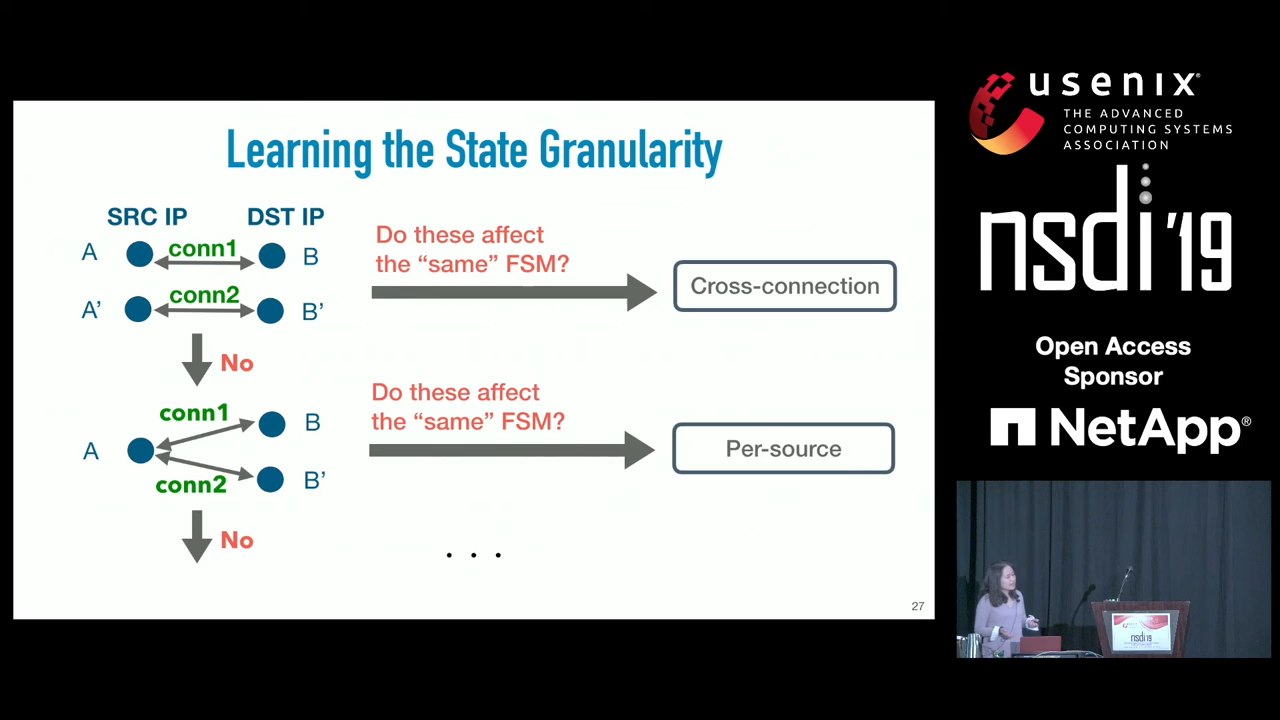 Learning the State Granularity
SRC IP
DST IP
A
conn1
B
A’
conn2
B’
Do these affect
the “same” FSM?
Cross-connection
No
conn1
A
B
conn2
B’
Do these affect
the “same” FSM?
Per-source
No
. . .
27
usenix®
THE ADVANCED
COMPUTING SYSTEMS
ASSOCIATION
nsdi ’19
Open Access
Sponsor
NetApp®
nsdi'19